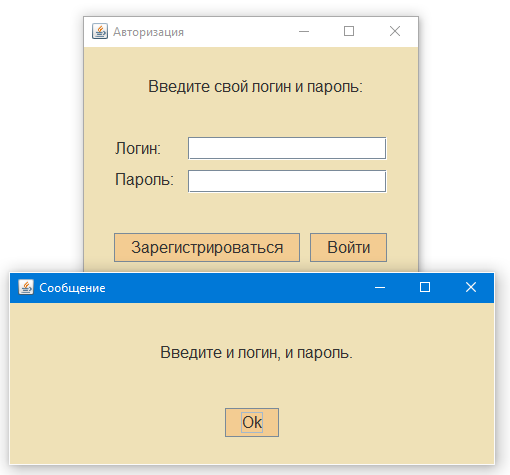 Авторизация
Введите свой логин и пароль:
Логин:
Пароль:
Зарегистрироваться Войти
Сообщение
Введите и логин, и пароль.
Ok